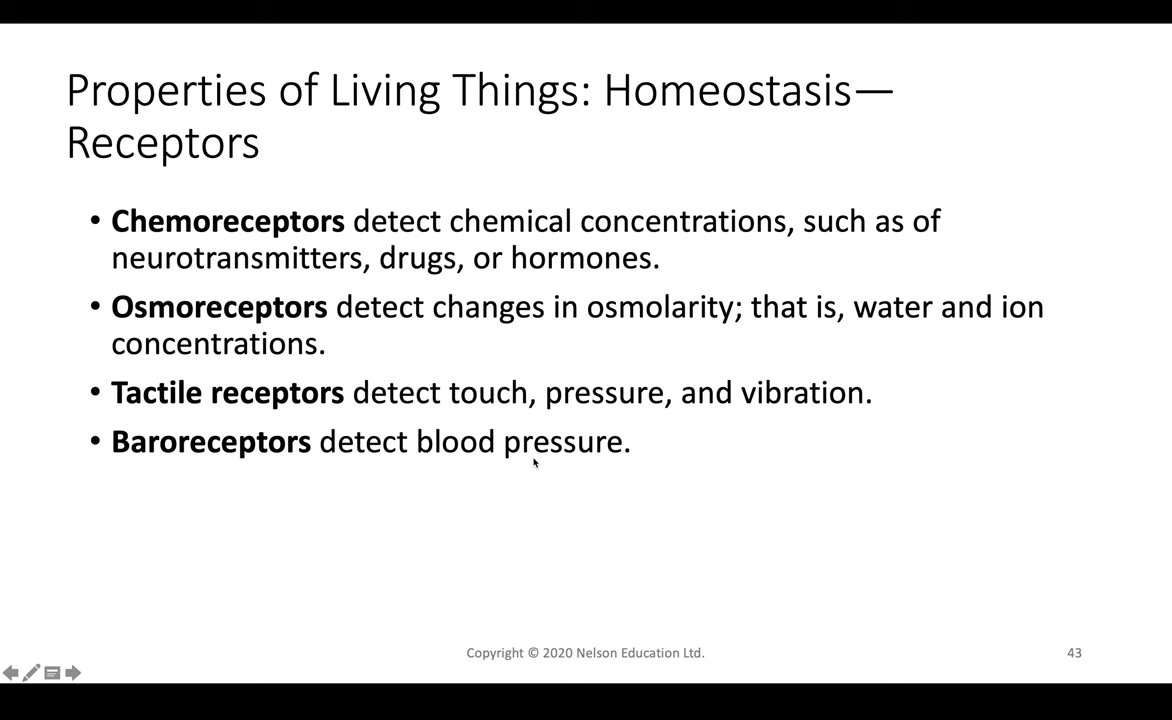 Properties of Living Things: Homeostasis—
Receptors
• Chemoreceptors detect chemical concentrations, such as of
neurotransmitters, drugs, or hormones.
• Osmoreceptors detect changes in osmolarity; that is, water and ion
concentrations.
• Tactile receptors detect touch, pressure, and vibration.
• Baroreceptors detect blood pressure.
Copyright © 2020 Nelson Education Ltd.
43